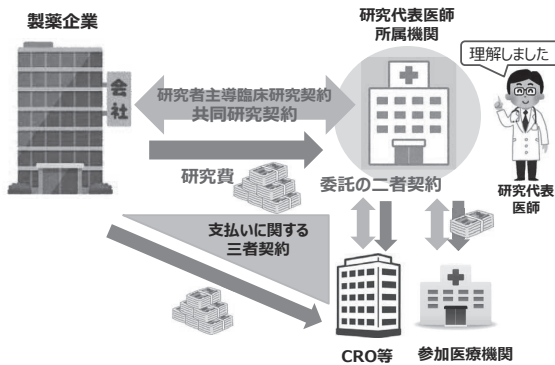 製薬企業
会社
研究代表医師
所属機関
理解しました
研究者主導臨床研究契約
共同研究契約
研究費
委託の二者契約
研究代表
医師
支払いに関する
三者契約
CRO等
参加医療機関